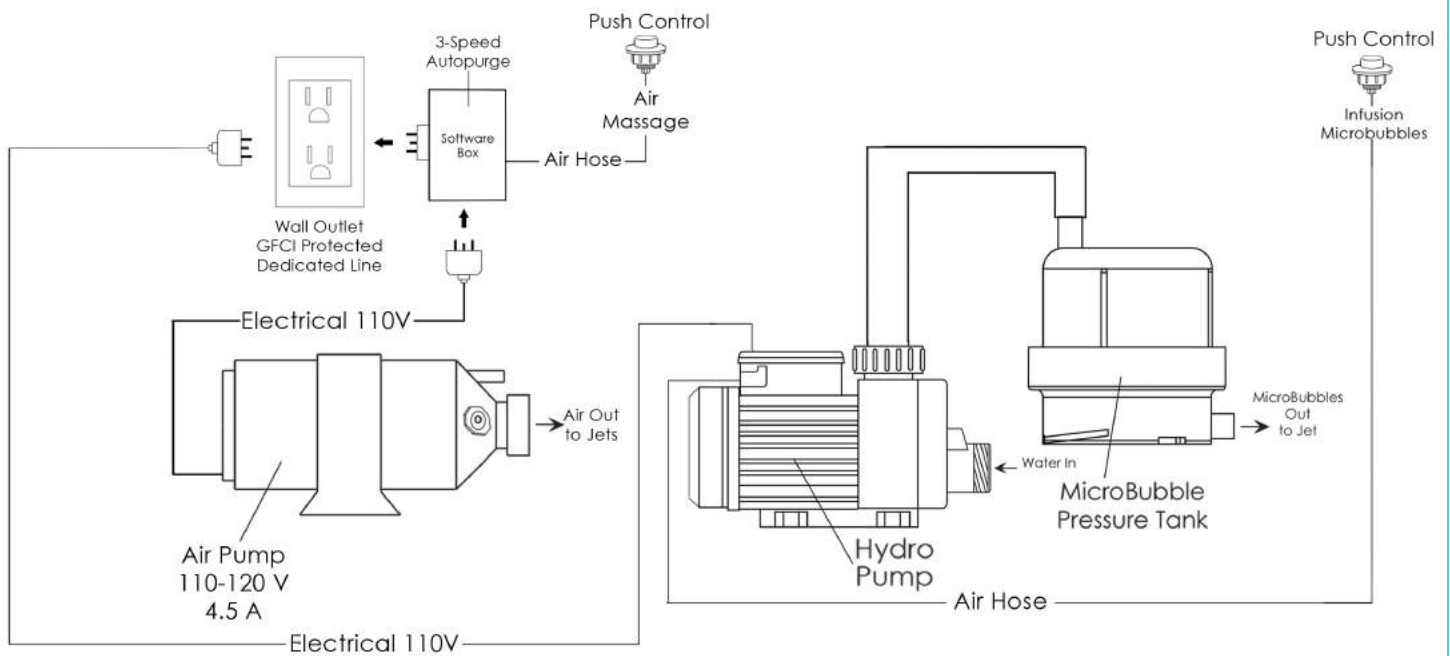 Push Control
Air
Massage
3-Speed
Autopurge
Software
Box
Air Hose
Wall Outlet
GFCI Protected
Dedicated Line
Electrical 110V
Air Out
to Jets
Air Pump
110-120 V
4.5 A
Electrical 110V
Push Control
Infusion
Microbubbles
MicroBubbles
Out
to Jet
Water In
MicroBubble
Pressure Tank
Hydro
Pump
Air Hose